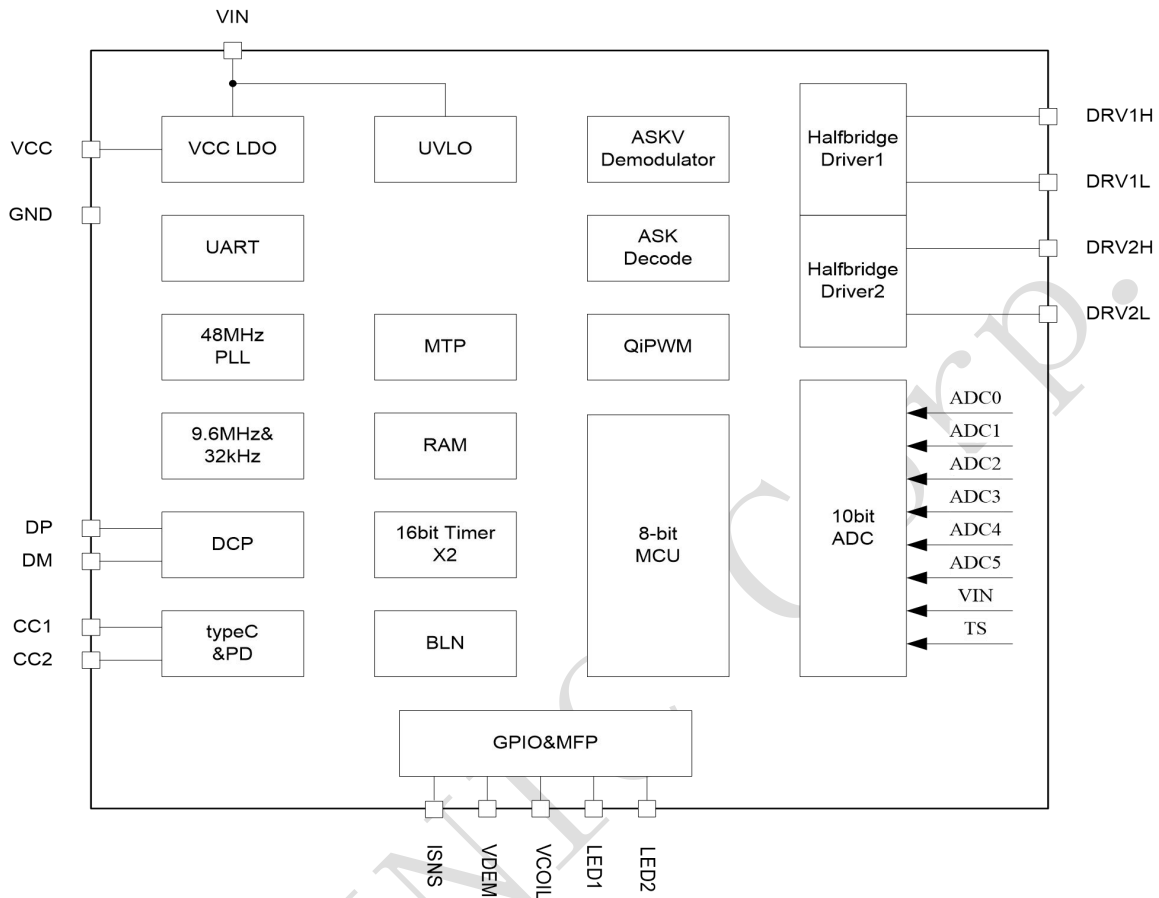 VIN
VCC
GND
DP
DM
CC1
CC2
VCC LDO
UVLO
ASKV
Demodulator
Halfbridge
Driver1
DRV1H
DRV1L
UART
ASK
Decode
Halfbridge
Driver2
DRV2H
DRV2L
48MHz
PLL
MTP
QiPWM
9.6MHz&
32kHz
RAM
8-bit
MCU
10bit
ADC
ADC0
ADC1
ADC2
ADC3
ADC4
ADC5
VIN
TS
DCP
16bit Timer
X2
typeC
&PD
BLN
GPIO&MFP
ISNS
VDEM
VCOIL
LED1
LED2
Corp.